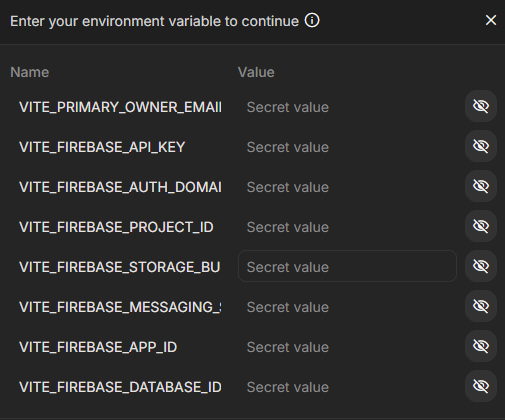 Enter your environment variable to continue
Name Value
VITE_PRIMARY_OWNER_EMAI Secret value
VITE_FIREBASE_API_KEY Secret value
VITE_FIREBASE_AUTH_DOMAI Secret value
VITE_FIREBASE_PROJECT_ID Secret value
VITE_FIREBASE_STORAGE_BU Secret value
VITE_FIREBASE_MESSAGING_S Secret value
VITE_FIREBASE_APP_ID Secret value
VITE_FIREBASE_DATABASE_ID Secret value